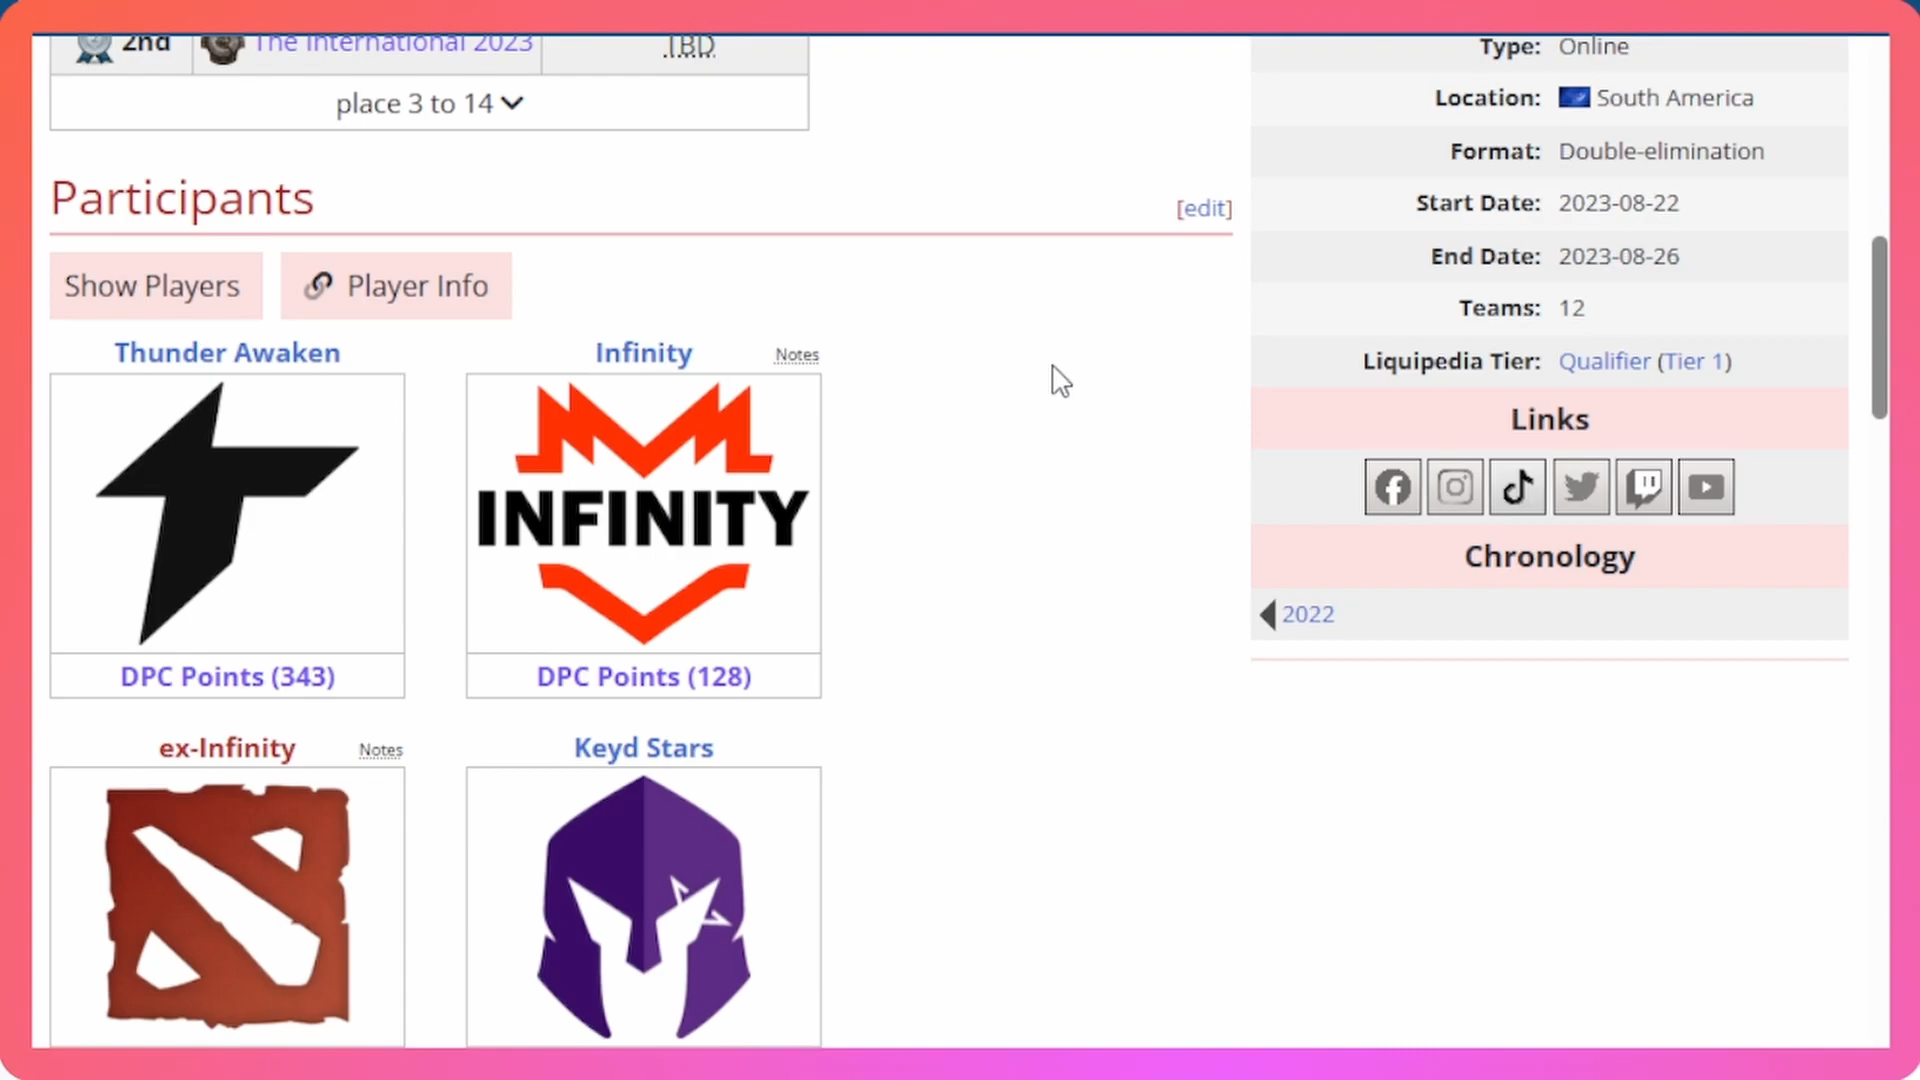 2nd The International 2023 TBD
place 3 to 14
Participants [edit]
Show Players Player Info
Thunder Awaken
Infinity Notes
INFINITY
DPC Points (343)
DPC Points (128)
ex-Infinity Notes
Keyd Stars
Type: Online
Location: South America
Format: Double-elimination
Start Date: 2023-08-22
End Date: 2023-08-26
Teams: 12
Liquipedia Tier: Qualifier (Tier 1)
Links
Chronology
2022